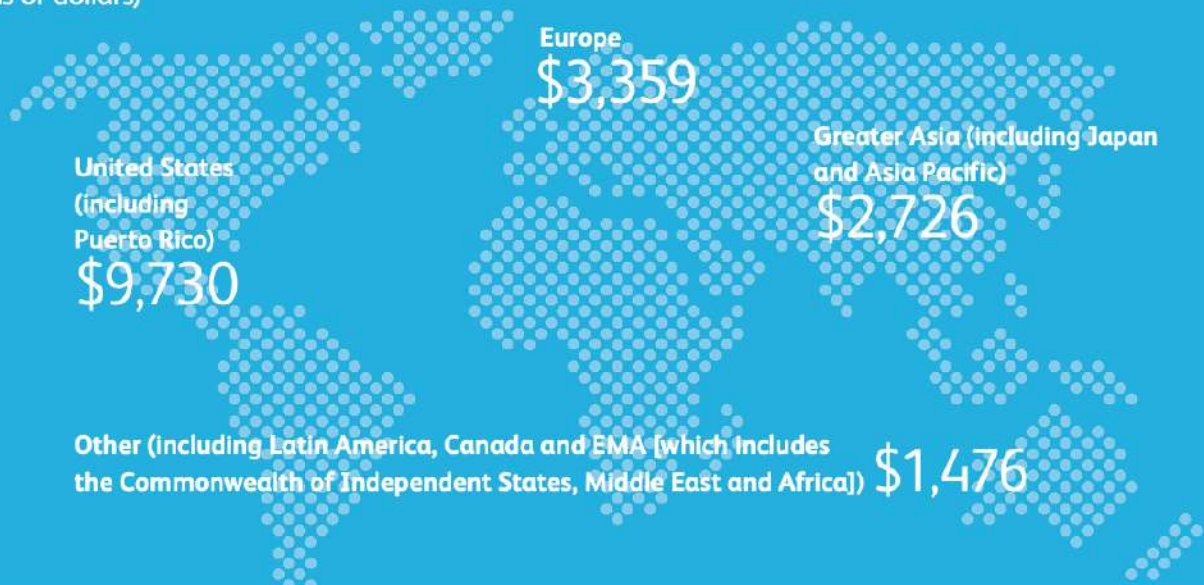 of dollars)
Europe
$3,359
Greater Asia (including Japan
and Asia Pacific)
$2,726
United States
(including
Puerto Rico)
$9,730
Other (including Latin America, Canada and EMA [which includes
the Commonwealth of Independent States, Middle East and Africa])
$1,476